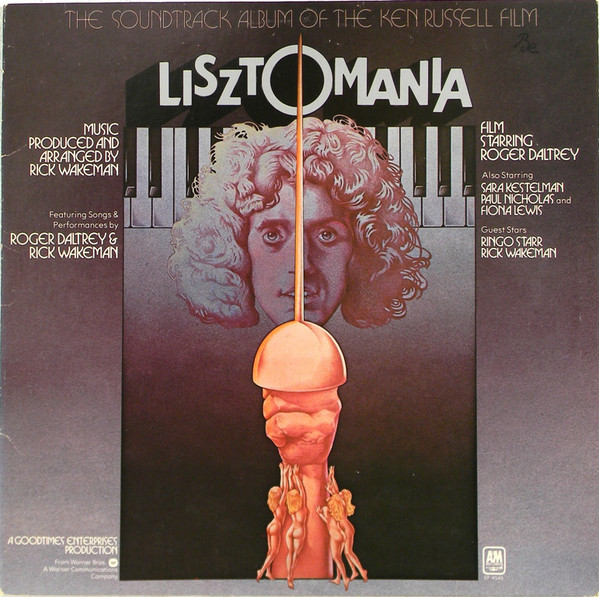 THE SOUNDTRACK ALBUM OF THE KEN RUSSELL FILM
LISZTOMANIA
MUSIC
PRODUCED AND
ARRANGED BY
RICK WAKEMAN
Featuring Songs &
Performances by
ROGER DALTREY &
RICK WAKEMAN
FILM
STARRING
ROGER DALTREY
Also Starring
SARA KESTELMAN
PAUL NICHOLAS and
FIONA LEWIS
Guest Stars
RINGO STARR
RICK WAKEMAN
A GOODTIMES ENTERPRISES
PRODUCTION
From Warner Bros.
A Warner Communications
Company
A&M
SP 4546